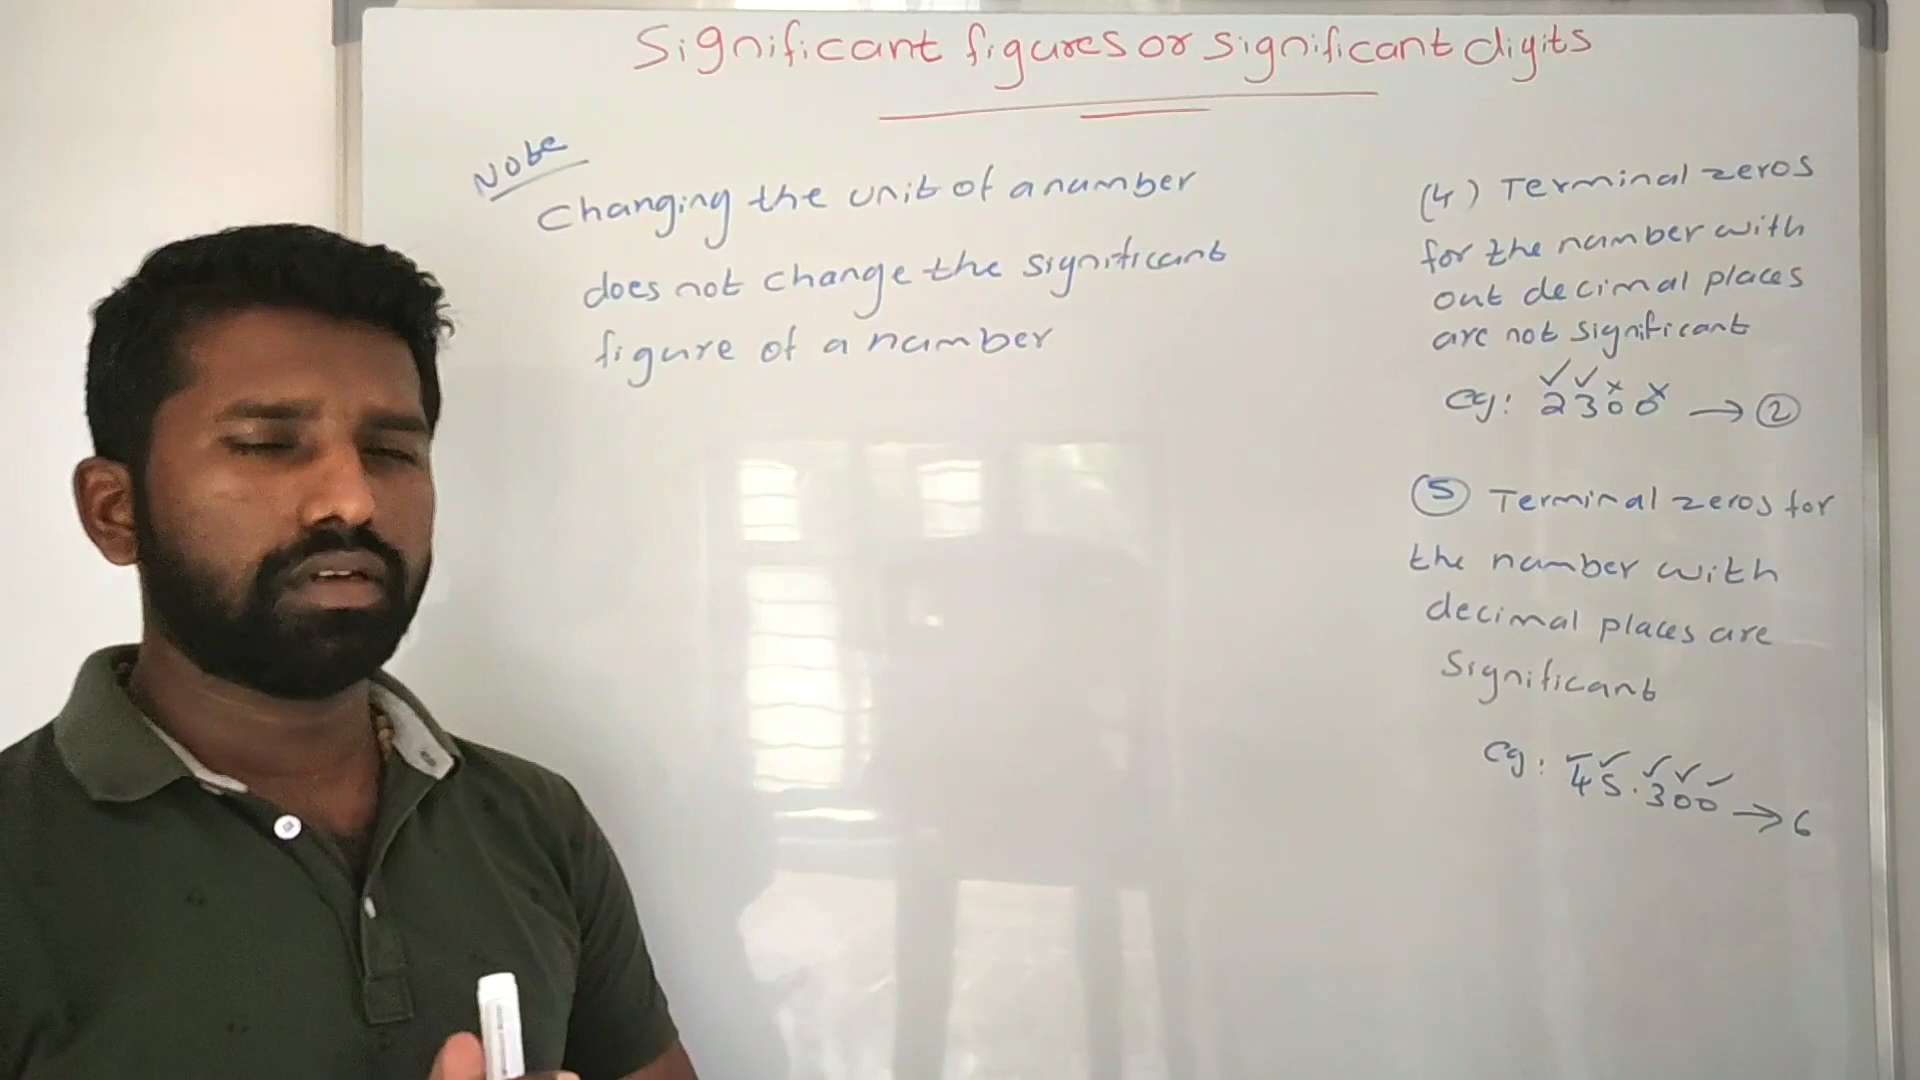 Significant figures or significant digits
Note
Changing the unit of a number
does not change the significant
figure of a number
(4) Terminal zeros
for the number with
out decimal places
are not significant
eg: 2300 → 2
5 Terminal zeros for
the number with
decimal places are
significant
eg: 45.300 → 6